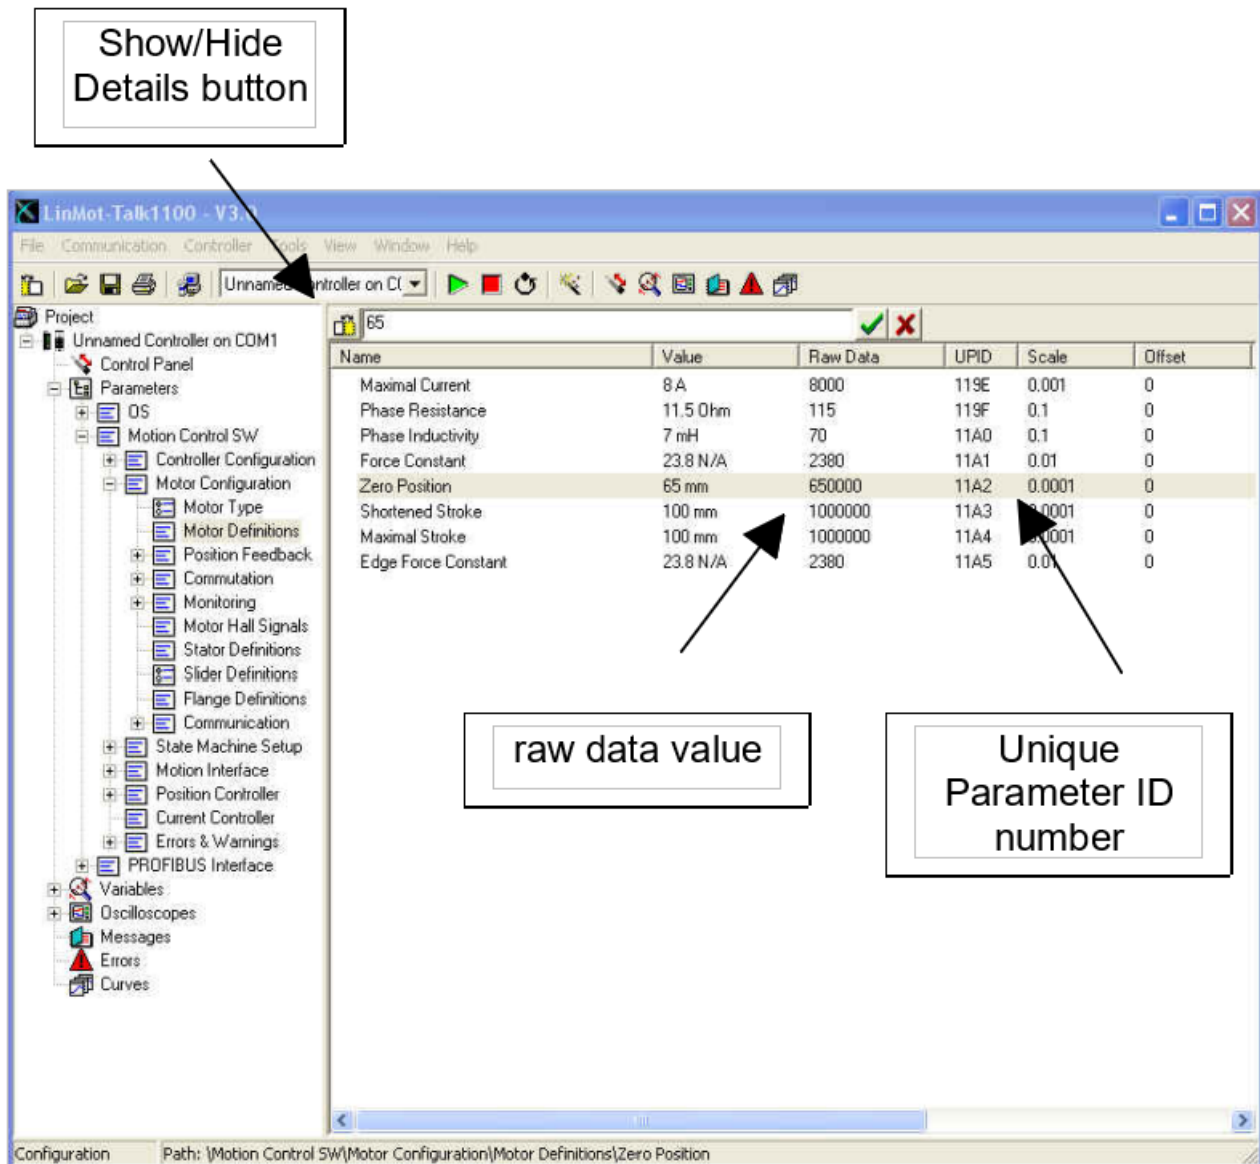 Show/Hide
Details button
LinMot-Talk1100 - V3.0
File Communication Controller Tools View Window Help
Unnamed Controller on C(
Project
Unnamed Controller on COM1
Control Panel
Parameters
OS
Motion Control SW
Controller Configuration
Motor Configuration
Motor Type
Motor Definitions
Position Feedback
Commutation
Monitoring
Motor Hall Signals
Stator Definitions
Slider Definitions
Flange Definitions
Communication
State Machine Setup
Motion Interface
Position Controller
Current Controller
Errors & Warnings
PROFIBUS Interface
Variables
Oscilloscopes
Messages
Errors
Curves
65
Name Value Raw Data UPID Scale Offset
Maximal Current 8 A 8000 119E 0.001 0
Phase Resistance 11.5 Ohm 115 119F 0.1 0
Phase Inductivity 7 mH 70 11A0 0.1 0
Force Constant 23.8 N/A 2380 11A1 0.01 0
Zero Position 65 mm 650000 11A2 0.0001 0
Shortened Stroke 100 mm 1000000 11A3 0.0001 0
Maximal Stroke 100 mm 1000000 11A4 0.0001 0
Edge Force Constant 23.8 N/A 2380 11A5 0.01 0
raw data value
Unique
Parameter ID
number
Configuration Path: \Motion Control SW\Motor Configuration\Motor Definitions\Zero Position